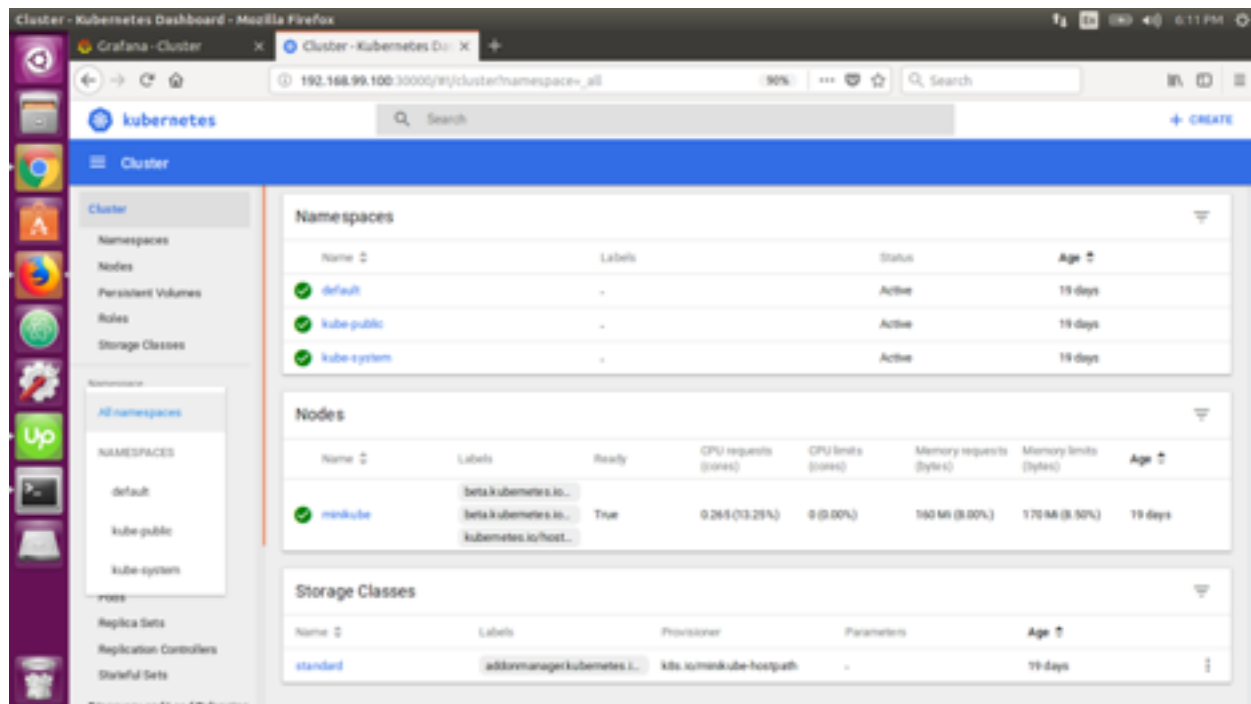 Cluster - Kubernetes Dashboard - Mozilla Firefox
En
6:11 PM
Grafana - Cluster
Cluster - Kubernetes Da
192.168.99.100:30000/#!/cluster?namespace=_all
90%
Search
kubernetes
Search
+ CREATE
Cluster
Cluster
Namespaces
Nodes
Persistent Volumes
Roles
Storage Classes
Namespace
All namespaces
NAMESPACES
default
kube-public
kube-system
Pods
Replica Sets
Replication Controllers
Stateful Sets
Namespaces
Name Labels Status Age
default - Active 19 days
kube-public - Active 19 days
kube-system - Active 19 days
Nodes
Name Labels Ready CPU requests (cores) CPU limits (cores) Memory requests (bytes) Memory limits (bytes) Age
beta.kubernetes.io...
minikube beta.kubernetes.io... True 0.265 (13.25%) 0 (0.00%) 160 Mi (8.00%) 170 Mi (8.50%) 19 days
kubernetes.io/host...
Storage Classes
Name Labels Provisioner Parameters Age
standard addonmanager.kubernetes.i... k8s.io/minikube-hostpath - 19 days
Up